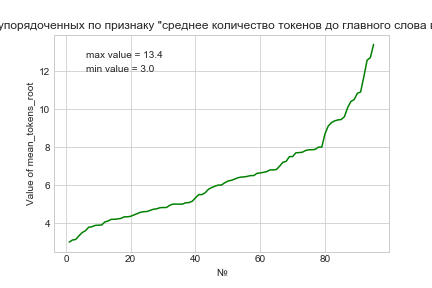 упорядоченных по признаку "среднее количество токенов до главного слова
max value = 13.4
min value = 3.0
Value of mean_tokens_root
12
10
8
6
4
0
20
40
60
80
№